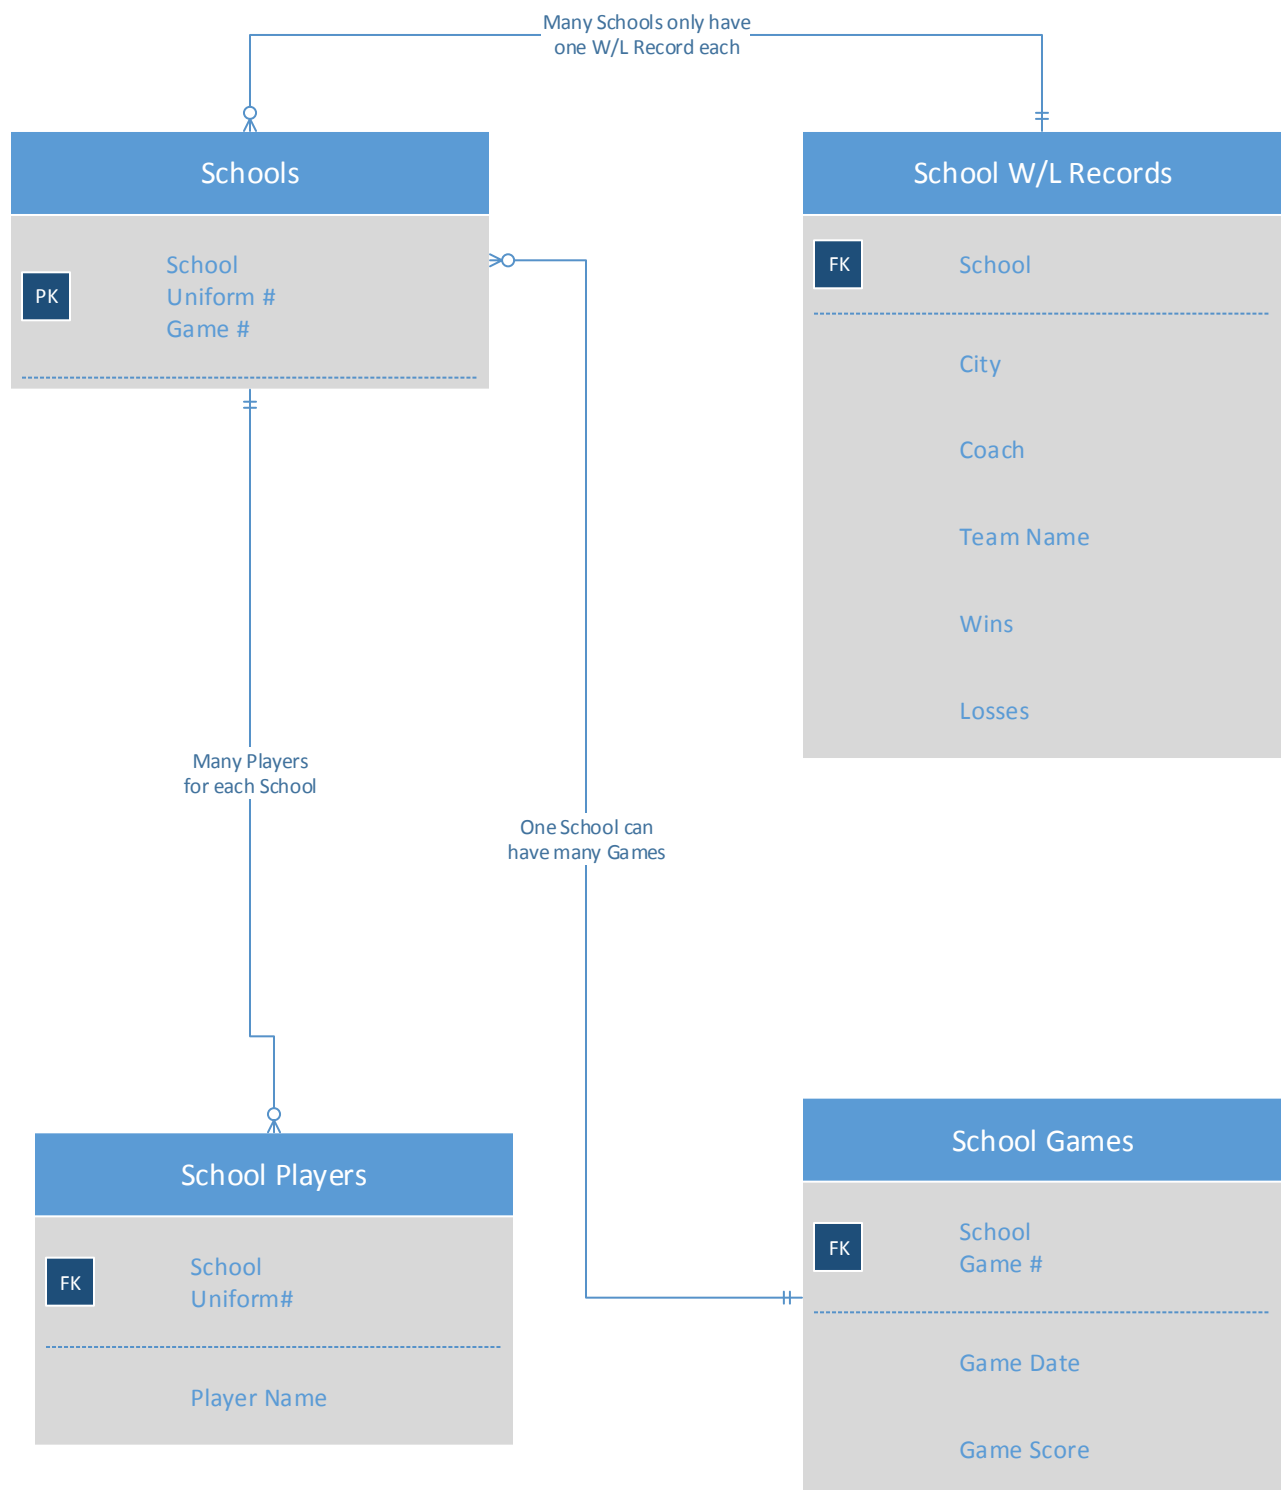 Many Schools only have
one W/L Record each
Schools
PK
School
Uniform #
Game #
School W/L Records
FK
School
City
Coach
Team Name
Wins
Losses
Many Players
for each School
One School can
have many Games
School Players
FK
School
Uniform#
Player Name
School Games
FK
School
Game #
Game Date
Game Score